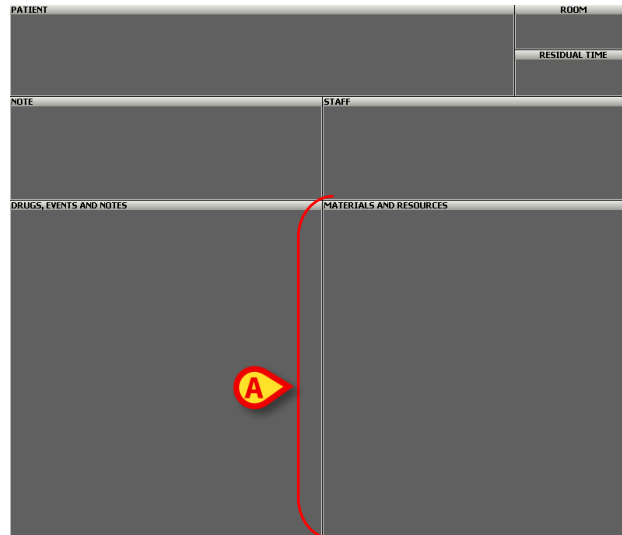 PATIENT
ROOM
RESIDUAL TIME
NOTE
STAFF
DRUGS, EVENTS AND NOTES
MATERIALS AND RESOURCES
A